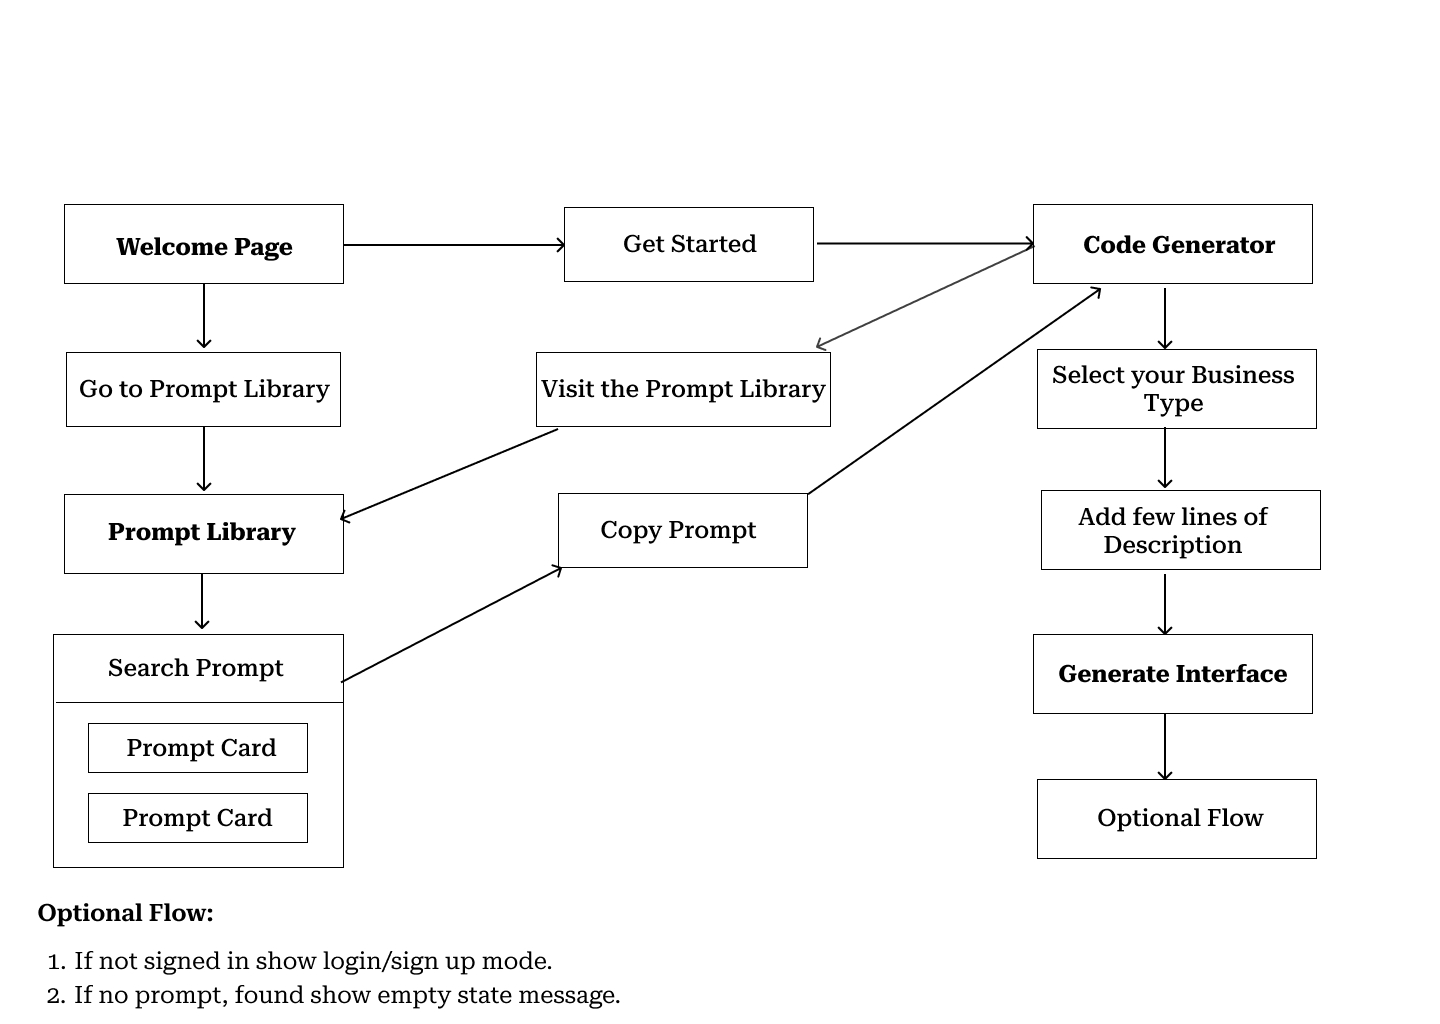 Welcome Page
Get Started
Code Generator
Go to Prompt Library
Visit the Prompt Library
Select your Business
Type
Prompt Library
Copy Prompt
Add few lines of
Description
Search Prompt
Prompt Card
Prompt Card
Generate Interface
Optional Flow
Optional Flow:
1. If not signed in show login/sign up mode.
2. If no prompt, found show empty state message.